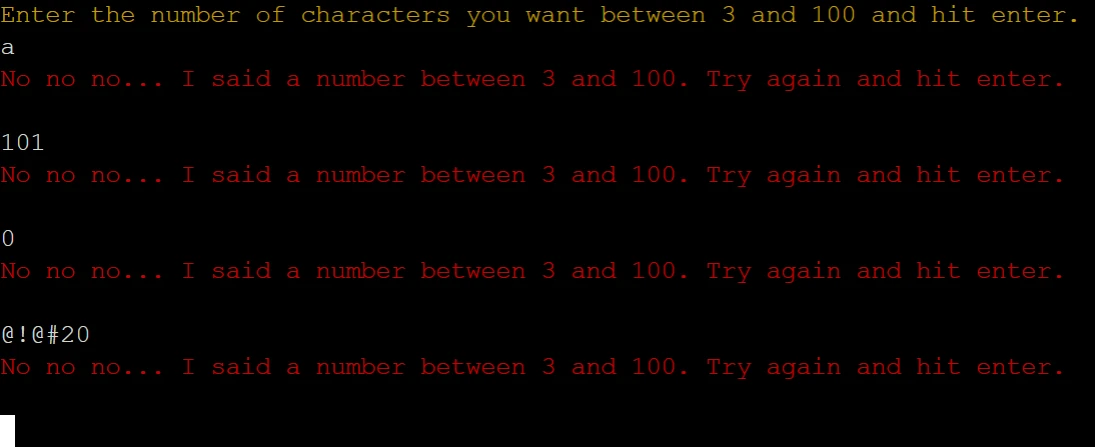 Enter the number of characters you want between 3 and 100 and hit enter.
a
No no no... I said a number between 3 and 100. Try again and hit enter.
101
No no no... I said a number between 3 and 100. Try again and hit enter.
0
No no no... I said a number between 3 and 100. Try again and hit enter.
@!@#20
No no no... I said a number between 3 and 100. Try again and hit enter.